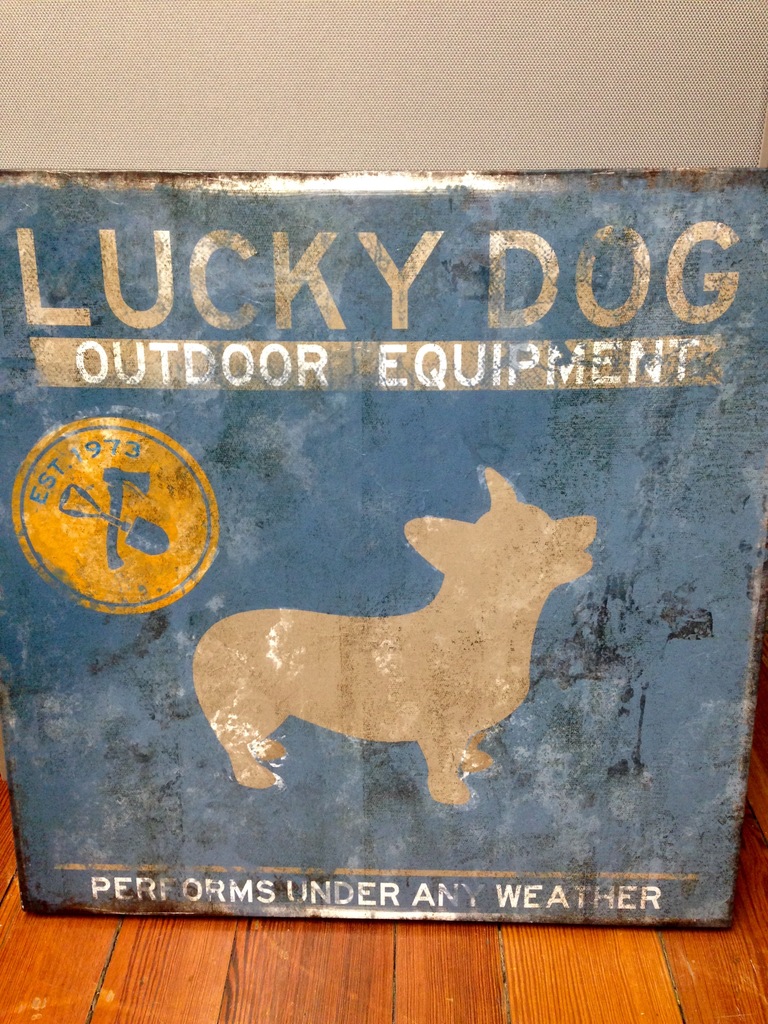 LUCKY DOG
OUTDOOR EQUIPMENT
EST. 1973
PERFORMS UNDER ANY WEATHER